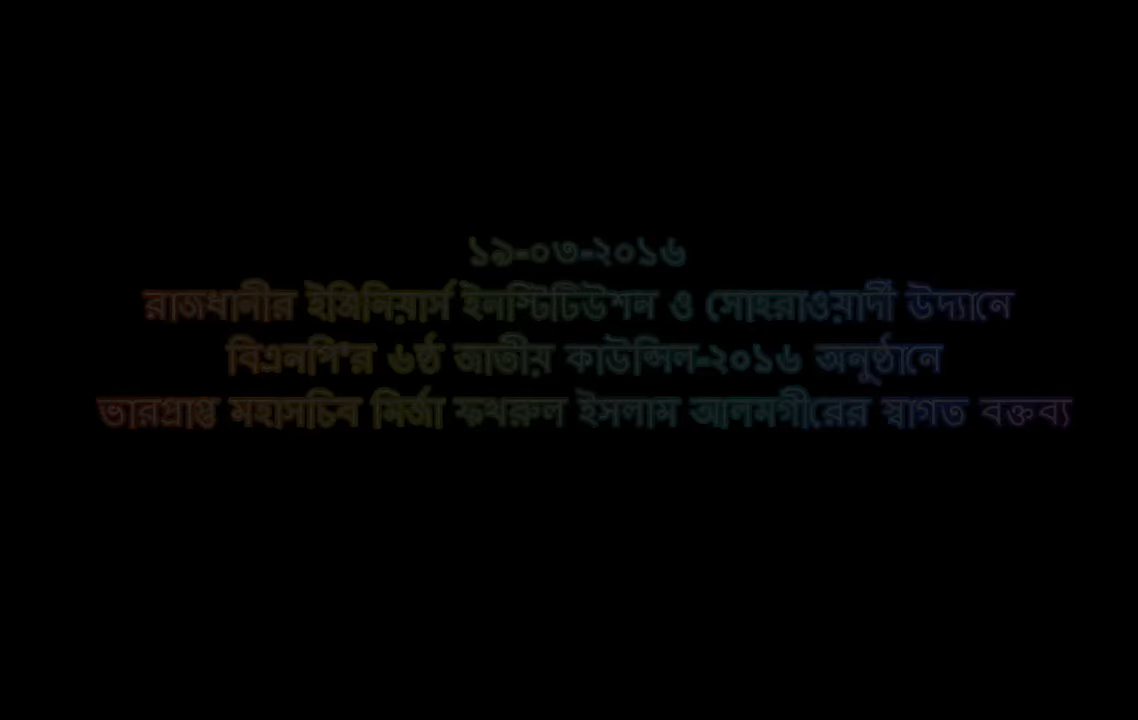 ১৯-০৩-২০১৬
রাজধানীর ইঞ্জিনিয়ার্স ইনস্টিটিউশন ও সোহরাওয়ার্দী উদ্যানে
বিএনপি'র ৬ষ্ঠ জাতীয় কাউন্সিল-২০১৬ অনুষ্ঠানে
ভারপ্রাপ্ত মহাসচিব মির্জা ফখরুল ইসলাম আলমগীরের স্বাগত বক্তব্য